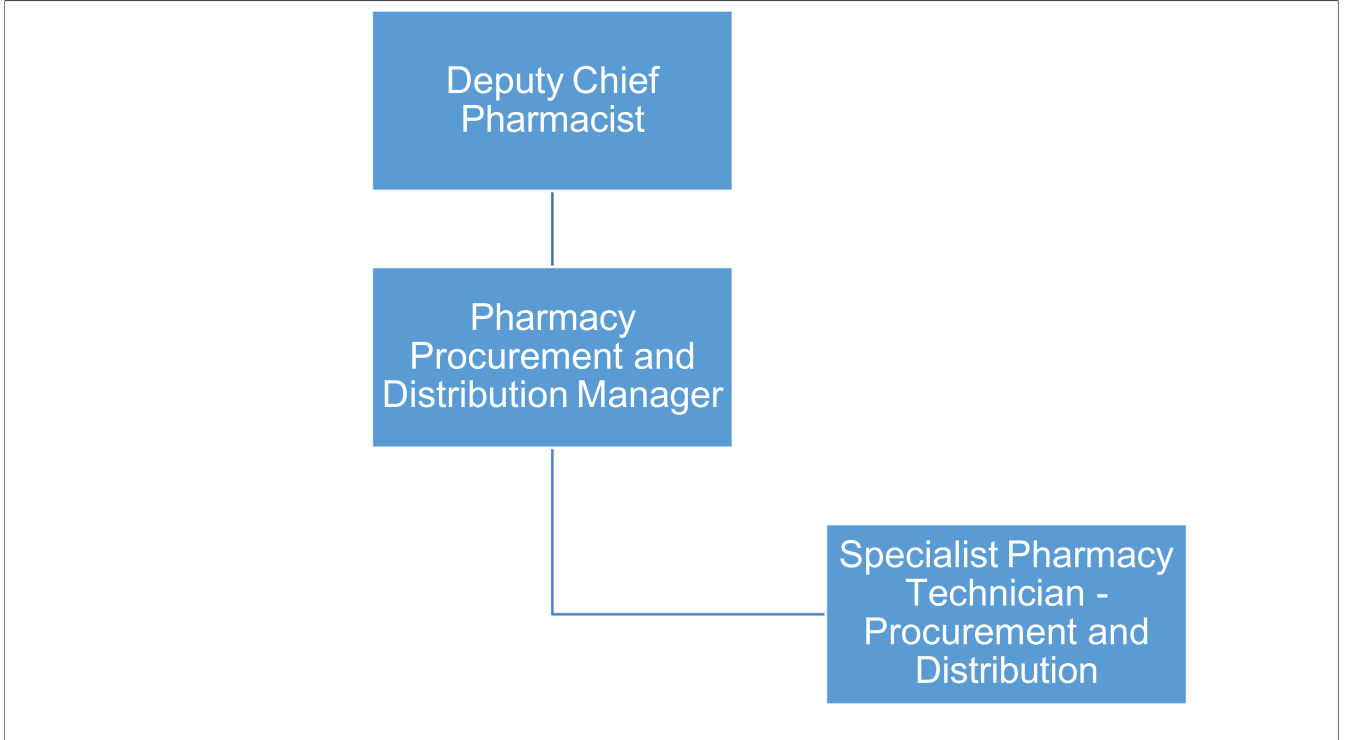 Deputy Chief
Pharmacist
Pharmacy
Procurement and
Distribution Manager
Specialist Pharmacy
Technician -
Procurement and
Distribution